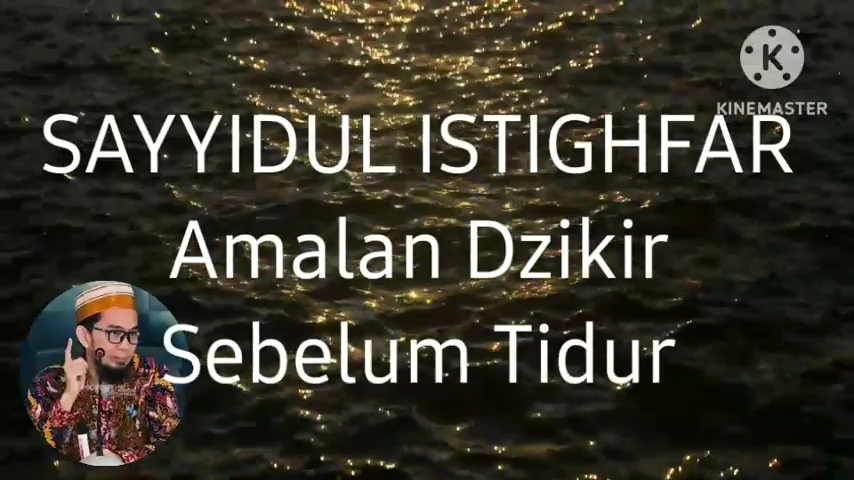 K
KINEMASTER
SAYYIDUL ISTIGHFAR
Amalan Dzikir
Sebelum Tidur